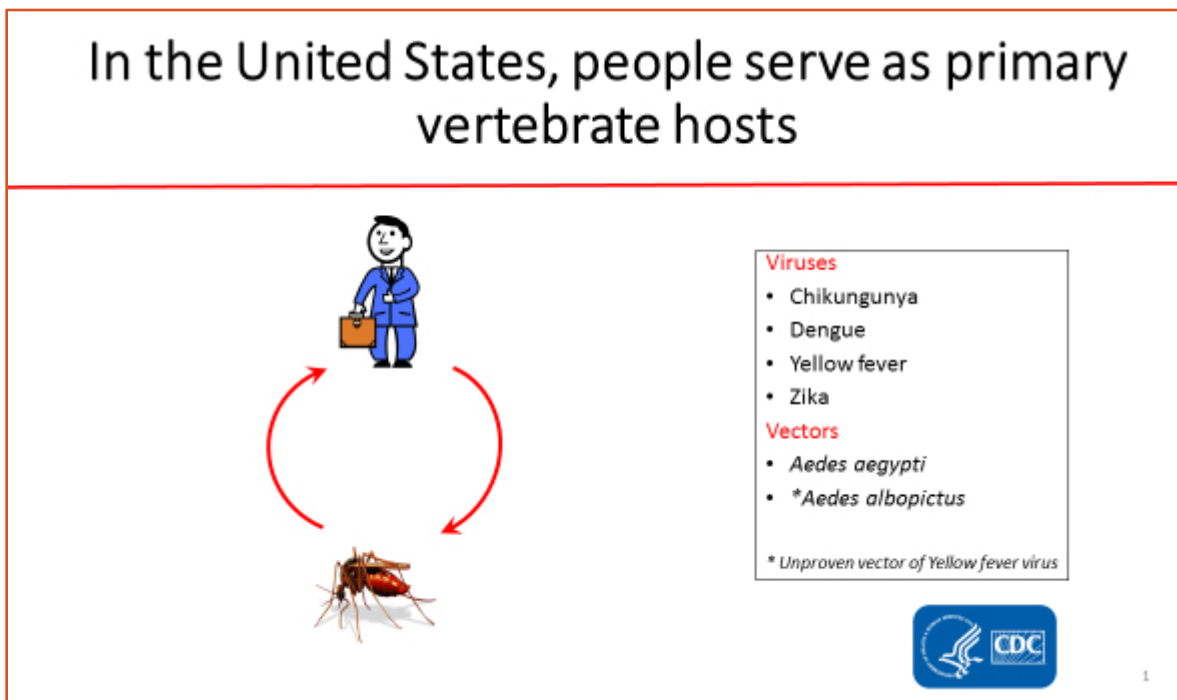 In the United States, people serve as primary
vertebrate hosts
Viruses
• Chikungunya
• Dengue
• Yellow fever
• Zika
Vectors
• Aedes aegypti
• *Aedes albopictus
* Unproven vector of Yellow fever virus
CDC
1